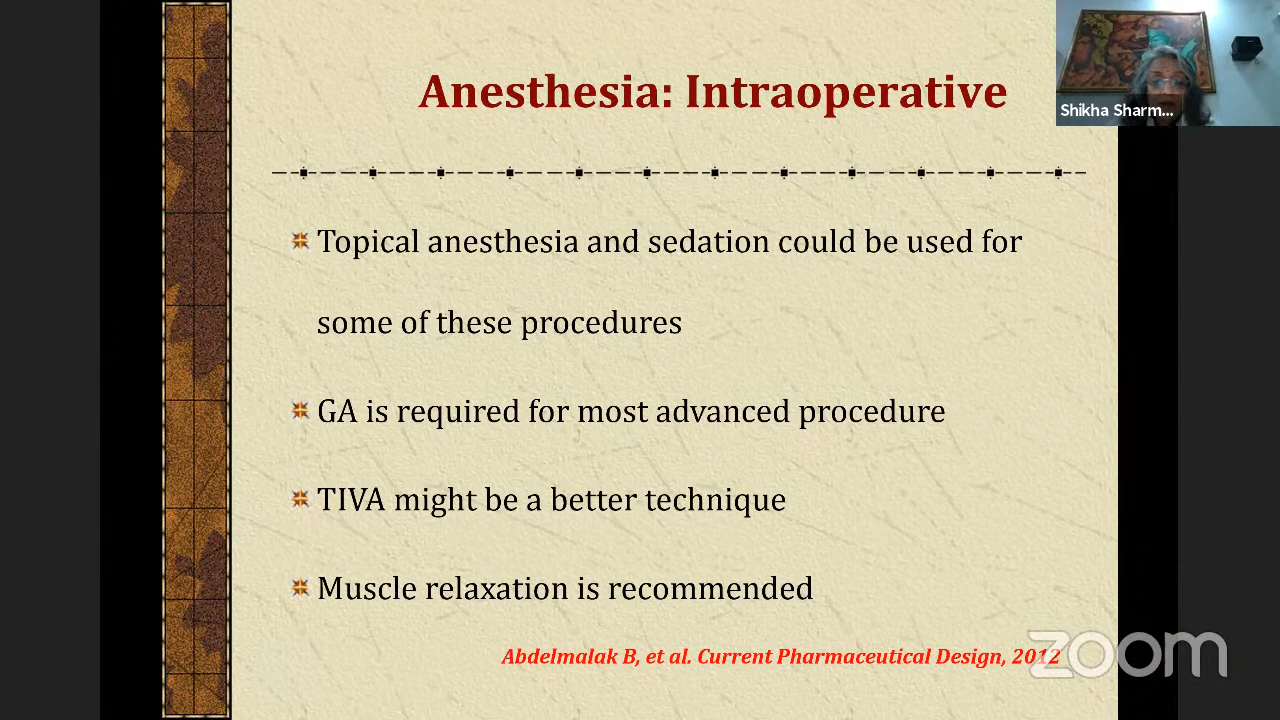 Anesthesia: Intraoperative
Shikha Sharm...
Topical anesthesia and sedation could be used for
some of these procedures
GA is required for most advanced procedure
TIVA might be a better technique
Muscle relaxation is recommended
Abdelmalak B, et al. Current Pharmaceutical Design, 2012
zoom